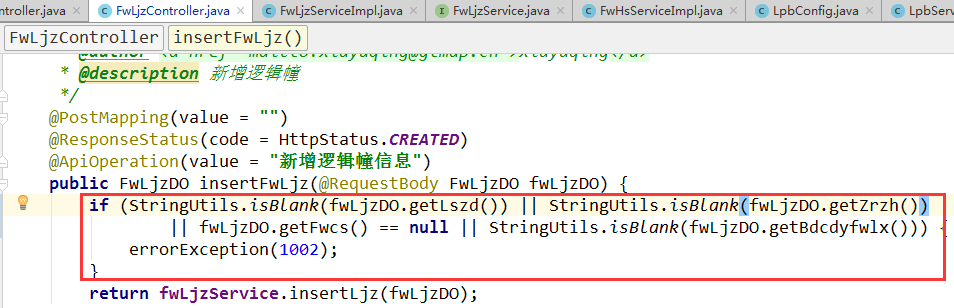 ntroller.java × FwLjzController.java × FwLjzServiceImpl.java × FwLjzService.java × FwHsServiceImpl.java × LpbConfig.java × LpbServ
FwLjzController insertFwLjz()
* @description 新增逻辑幢
*/
@PostMapping(value = "")
@ResponseStatus(code = HttpStatus.CREATED)
@ApiOperation(value = "新增逻辑幢信息")
public FwLjzDO insertFwLjz(@RequestBody FwLjzDO fwLjzDO) {
if (StringUtils.isBlank(fwLjzDO.getLszd()) || StringUtils.isBlank(fwLjzDO.getZrzh())
|| fwLjzDO.getFwcs() == null || StringUtils.isBlank(fwLjzDO.getBdcdyfwlx())) {
errorException(1002);
}
return fwLjzService.insertLjz(fwLjzDO);